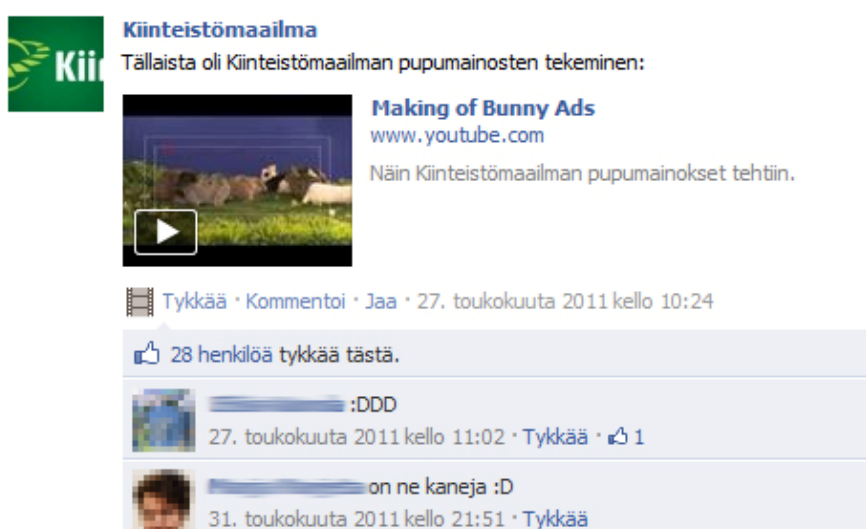 Kii
Kiinteistömaailma
Tällaista oli Kiinteistömaailman pupumainosten tekeminen:
Making of Bunny Ads
www.youtube.com
Näin Kiinteistömaailman pupumainokset tehtiin.
Tykkää · Kommentoi · Jaa · 27. toukokuuta 2011 kello 10:24
28 henkilöä tykkää tästä.
:DDD
27. toukokuuta 2011 kello 11:02 · Tykkää · 1
on ne kaneja :D
31. toukokuuta 2011 kello 21:51 · Tykkää